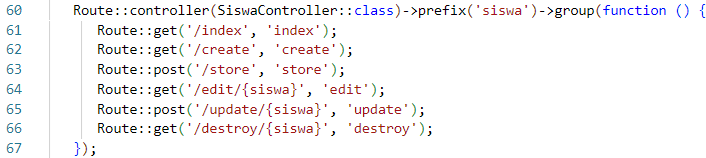 60 Route::controller(SiswaController::class)->prefix('siswa')->group(function () {
61 Route::get('/index', 'index');
62 Route::get('/create', 'create');
63 Route::post('/store', 'store');
64 Route::get('/edit/{siswa}', 'edit');
65 Route::post('/update/{siswa}', 'update');
66 Route::get('/destroy/{siswa}', 'destroy');
67 });